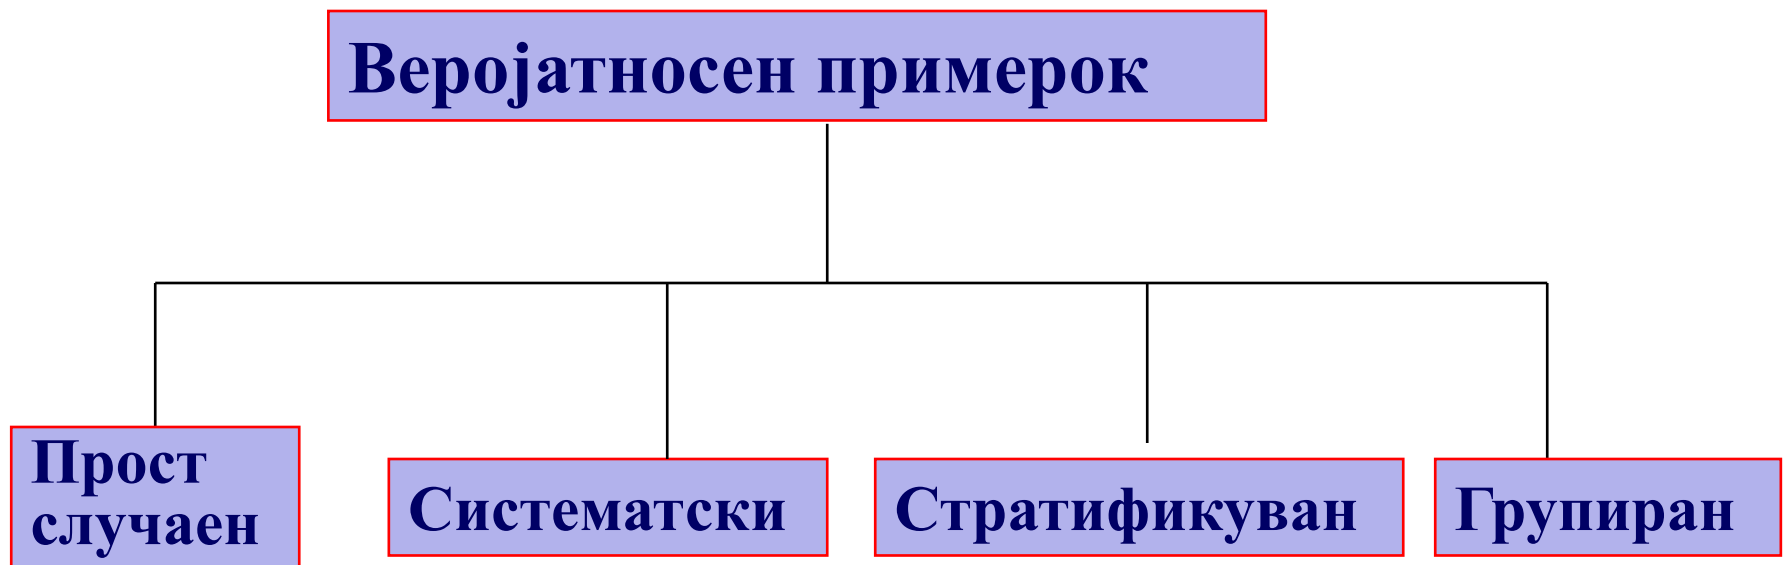 Веројатносен примерок
Прост
случаен
Систематски
Стратификуван
Групиран